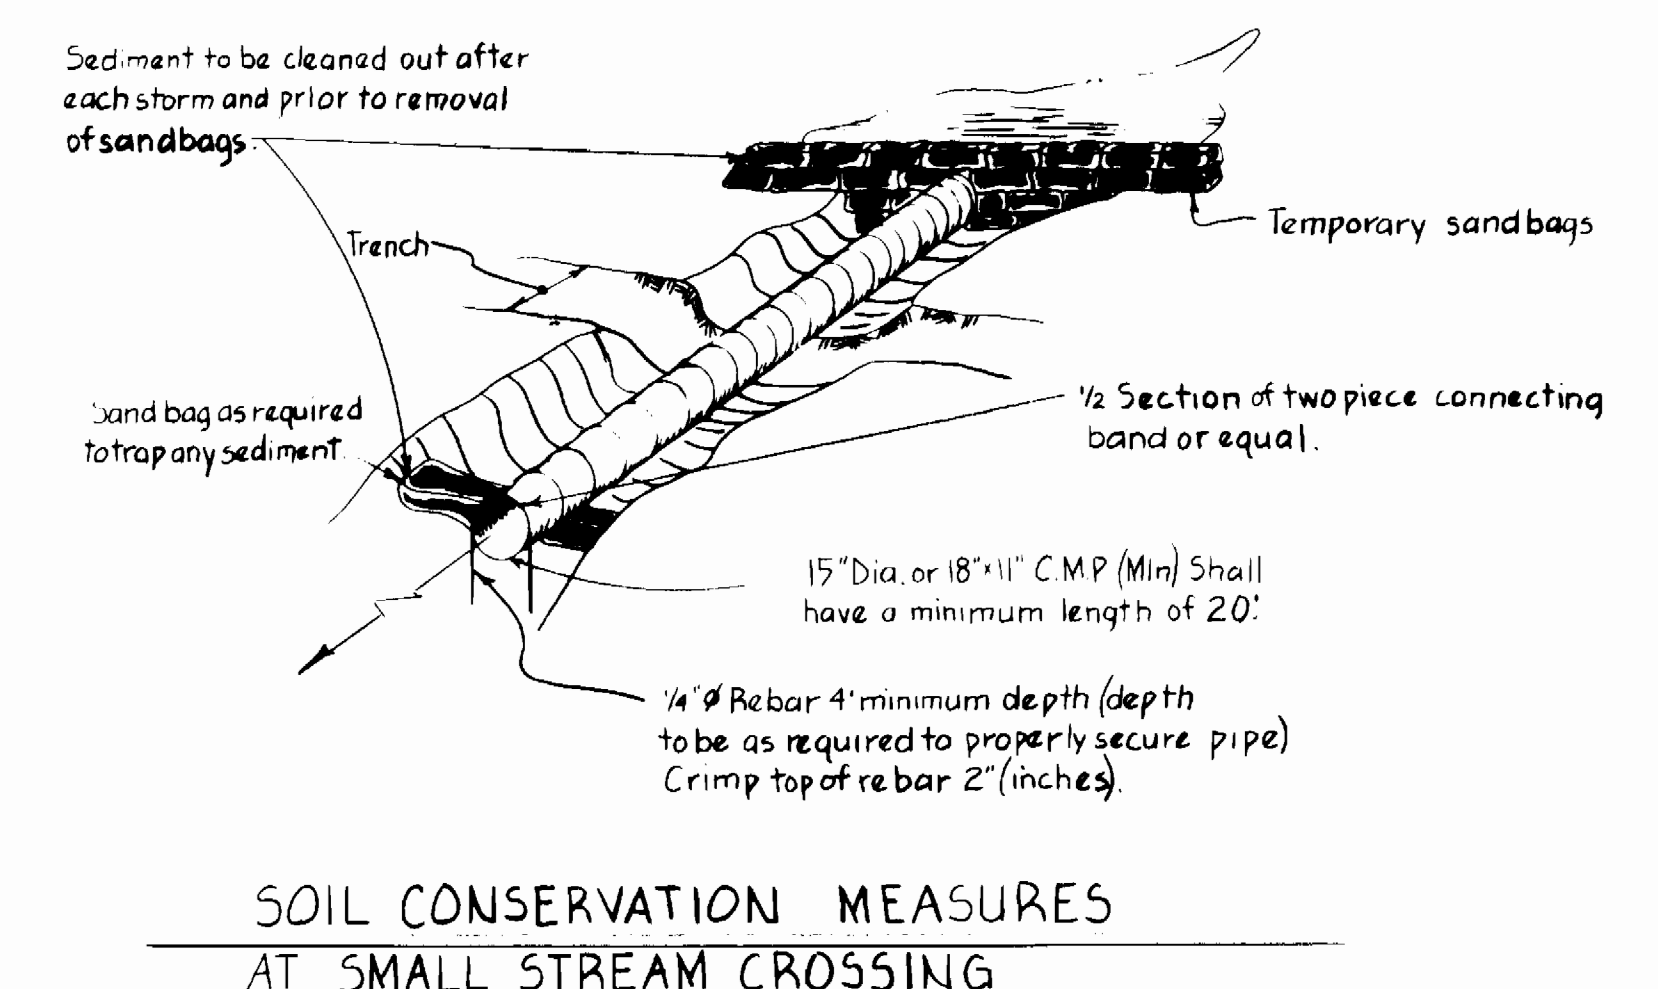 Sediment to be cleaned out after
each storm and prior to removal
of sandbags.
Trench
Temporary sandbags
Sand bag as required
to trap any sediment.
1/2 Section of two piece connecting
band or equal.
15" Dia. or 18"x11" C.M.P (Min) Shall
have a minimum length of 20'.
1/4" Ø Rebar 4' minimum depth (depth
to be as required to properly secure pipe)
Crimp top of rebar 2" (inches).
SOIL CONSERVATION MEASURES
AT SMALL STREAM CROSSING